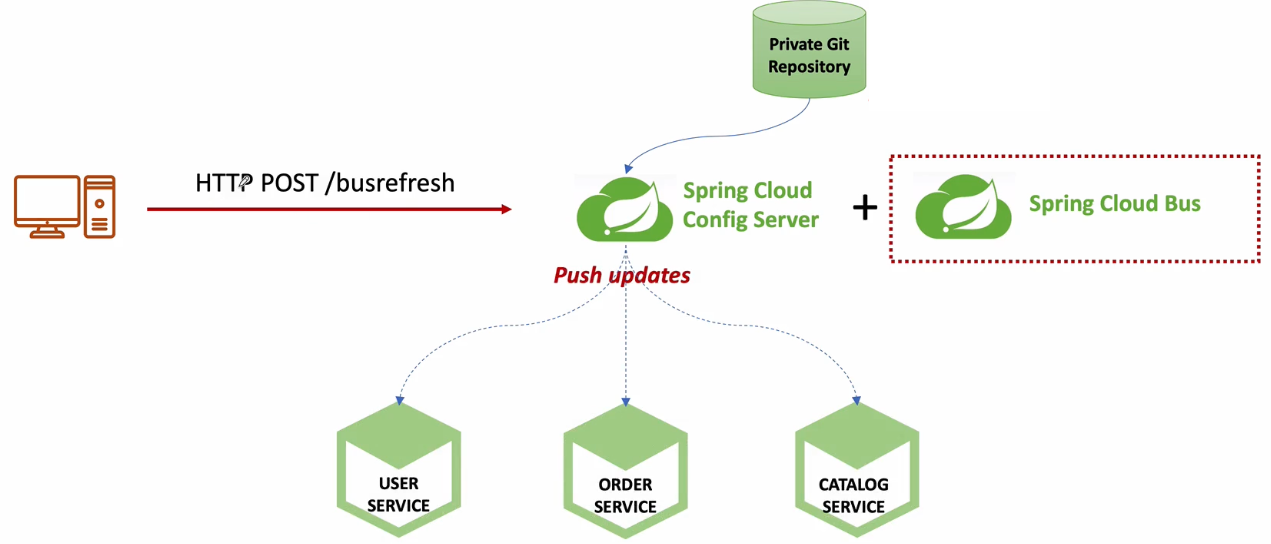 Private Git
Repository
HTTP POST /busrefresh
Spring Cloud
Config Server
+
Spring Cloud Bus
Push updates
USER
SERVICE
ORDER
SERVICE
CATALOG
SERVICE